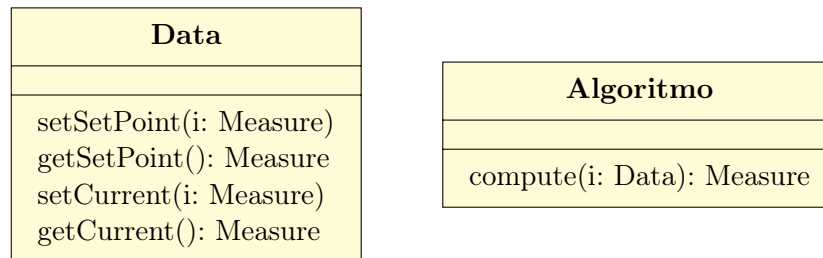 Data
setSetPoint(i: Measure)
getSetPoint(): Measure
setCurrent(i: Measure)
getCurrent(): Measure
Algoritmo
compute(i: Data): Measure